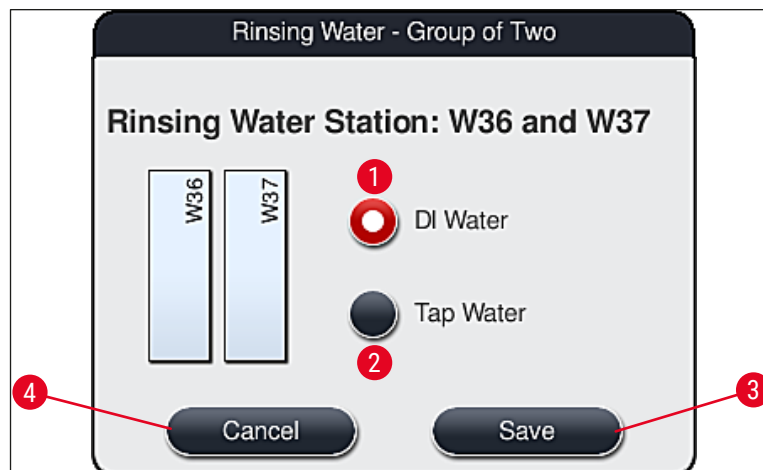 Rinsing Water - Group of Two
Rinsing Water Station: W36 and W37
W36
W37
1
DI Water
Tap Water
2
4
3
Cancel
Save